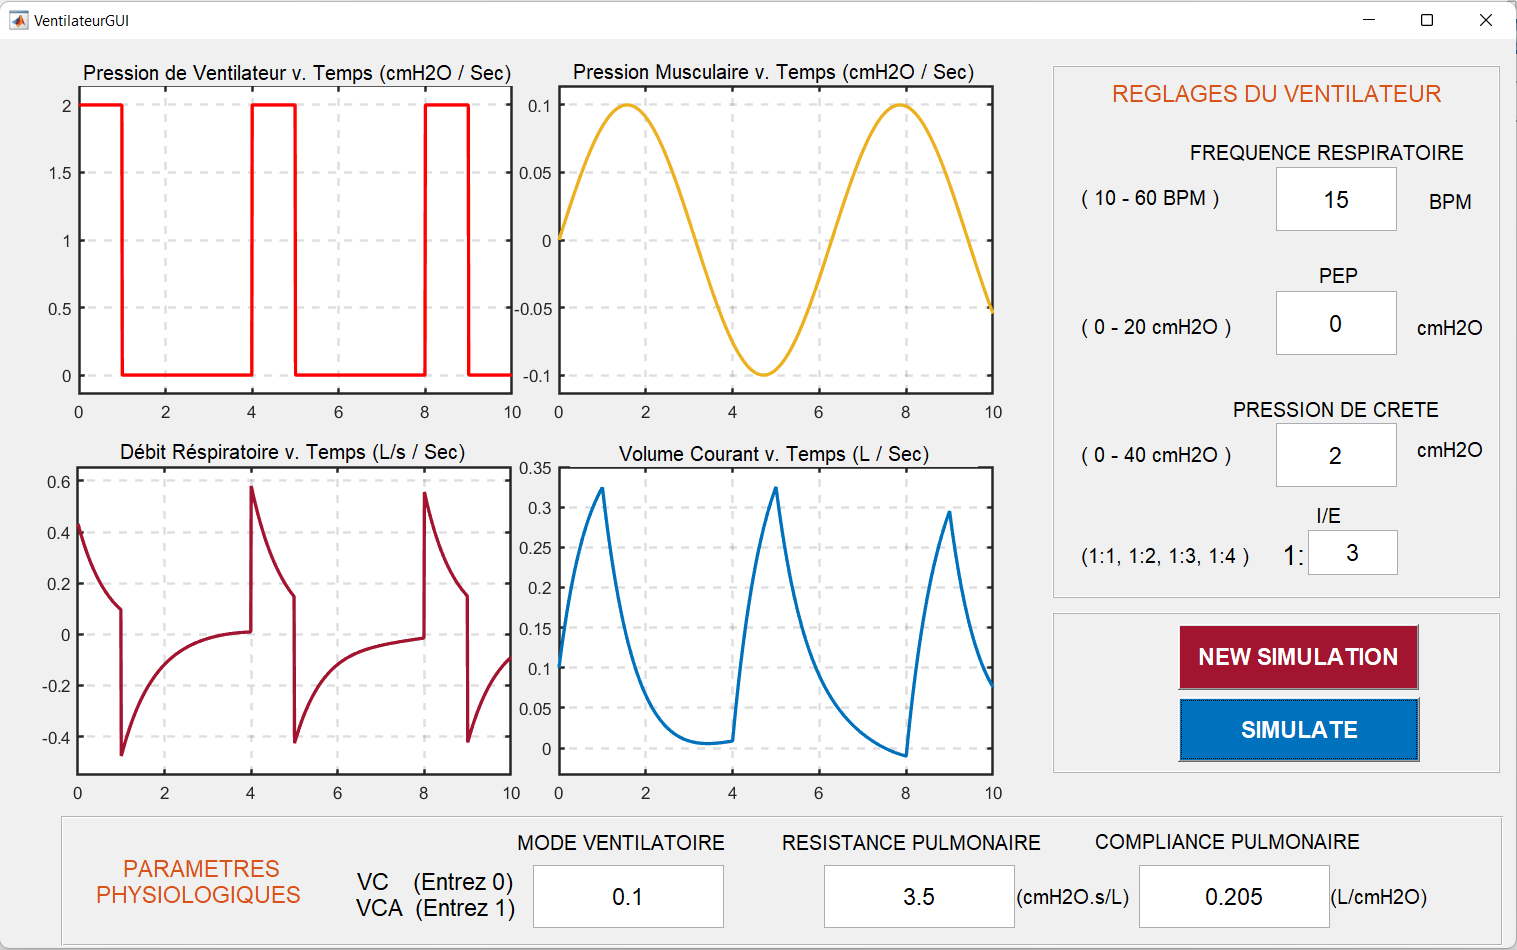 VentilateurGUI
Pression de Ventilateur v. Temps (cmH2O / Sec)
2
1.5
1
0.5
0
0 2 4 6 8 10
Pression Musculaire v. Temps (cmH2O / Sec)
0.1
0.05
0
-0.05
-0.1
0 2 4 6 8 10
Débit Réspiratoire v. Temps (L/s / Sec)
0.6
0.4
0.2
0
-0.2
-0.4
0 2 4 6 8 10
Volume Courant v. Temps (L / Sec)
0.35
0.3
0.25
0.2
0.15
0.1
0.05
0
0 2 4 6 8 10
REGLAGES DU VENTILATEUR
FREQUENCE RESPIRATOIRE
( 10 - 60 BPM ) 15 BPM
PEP
( 0 - 20 cmH2O ) 0 cmH2O
PRESSION DE CRETE
( 0 - 40 cmH2O ) 2 cmH2O
I/E
(1:1, 1:2, 1:3, 1:4 ) 1: 3
NEW SIMULATION
SIMULATE
PARAMETRES
PHYSIOLOGIQUES
MODE VENTILATOIRE
VC (Entrez 0)
VCA (Entrez 1)
0.1
RESISTANCE PULMONAIRE
3.5 (cmH2O.s/L)
COMPLIANCE PULMONAIRE
0.205 (L/cmH2O)